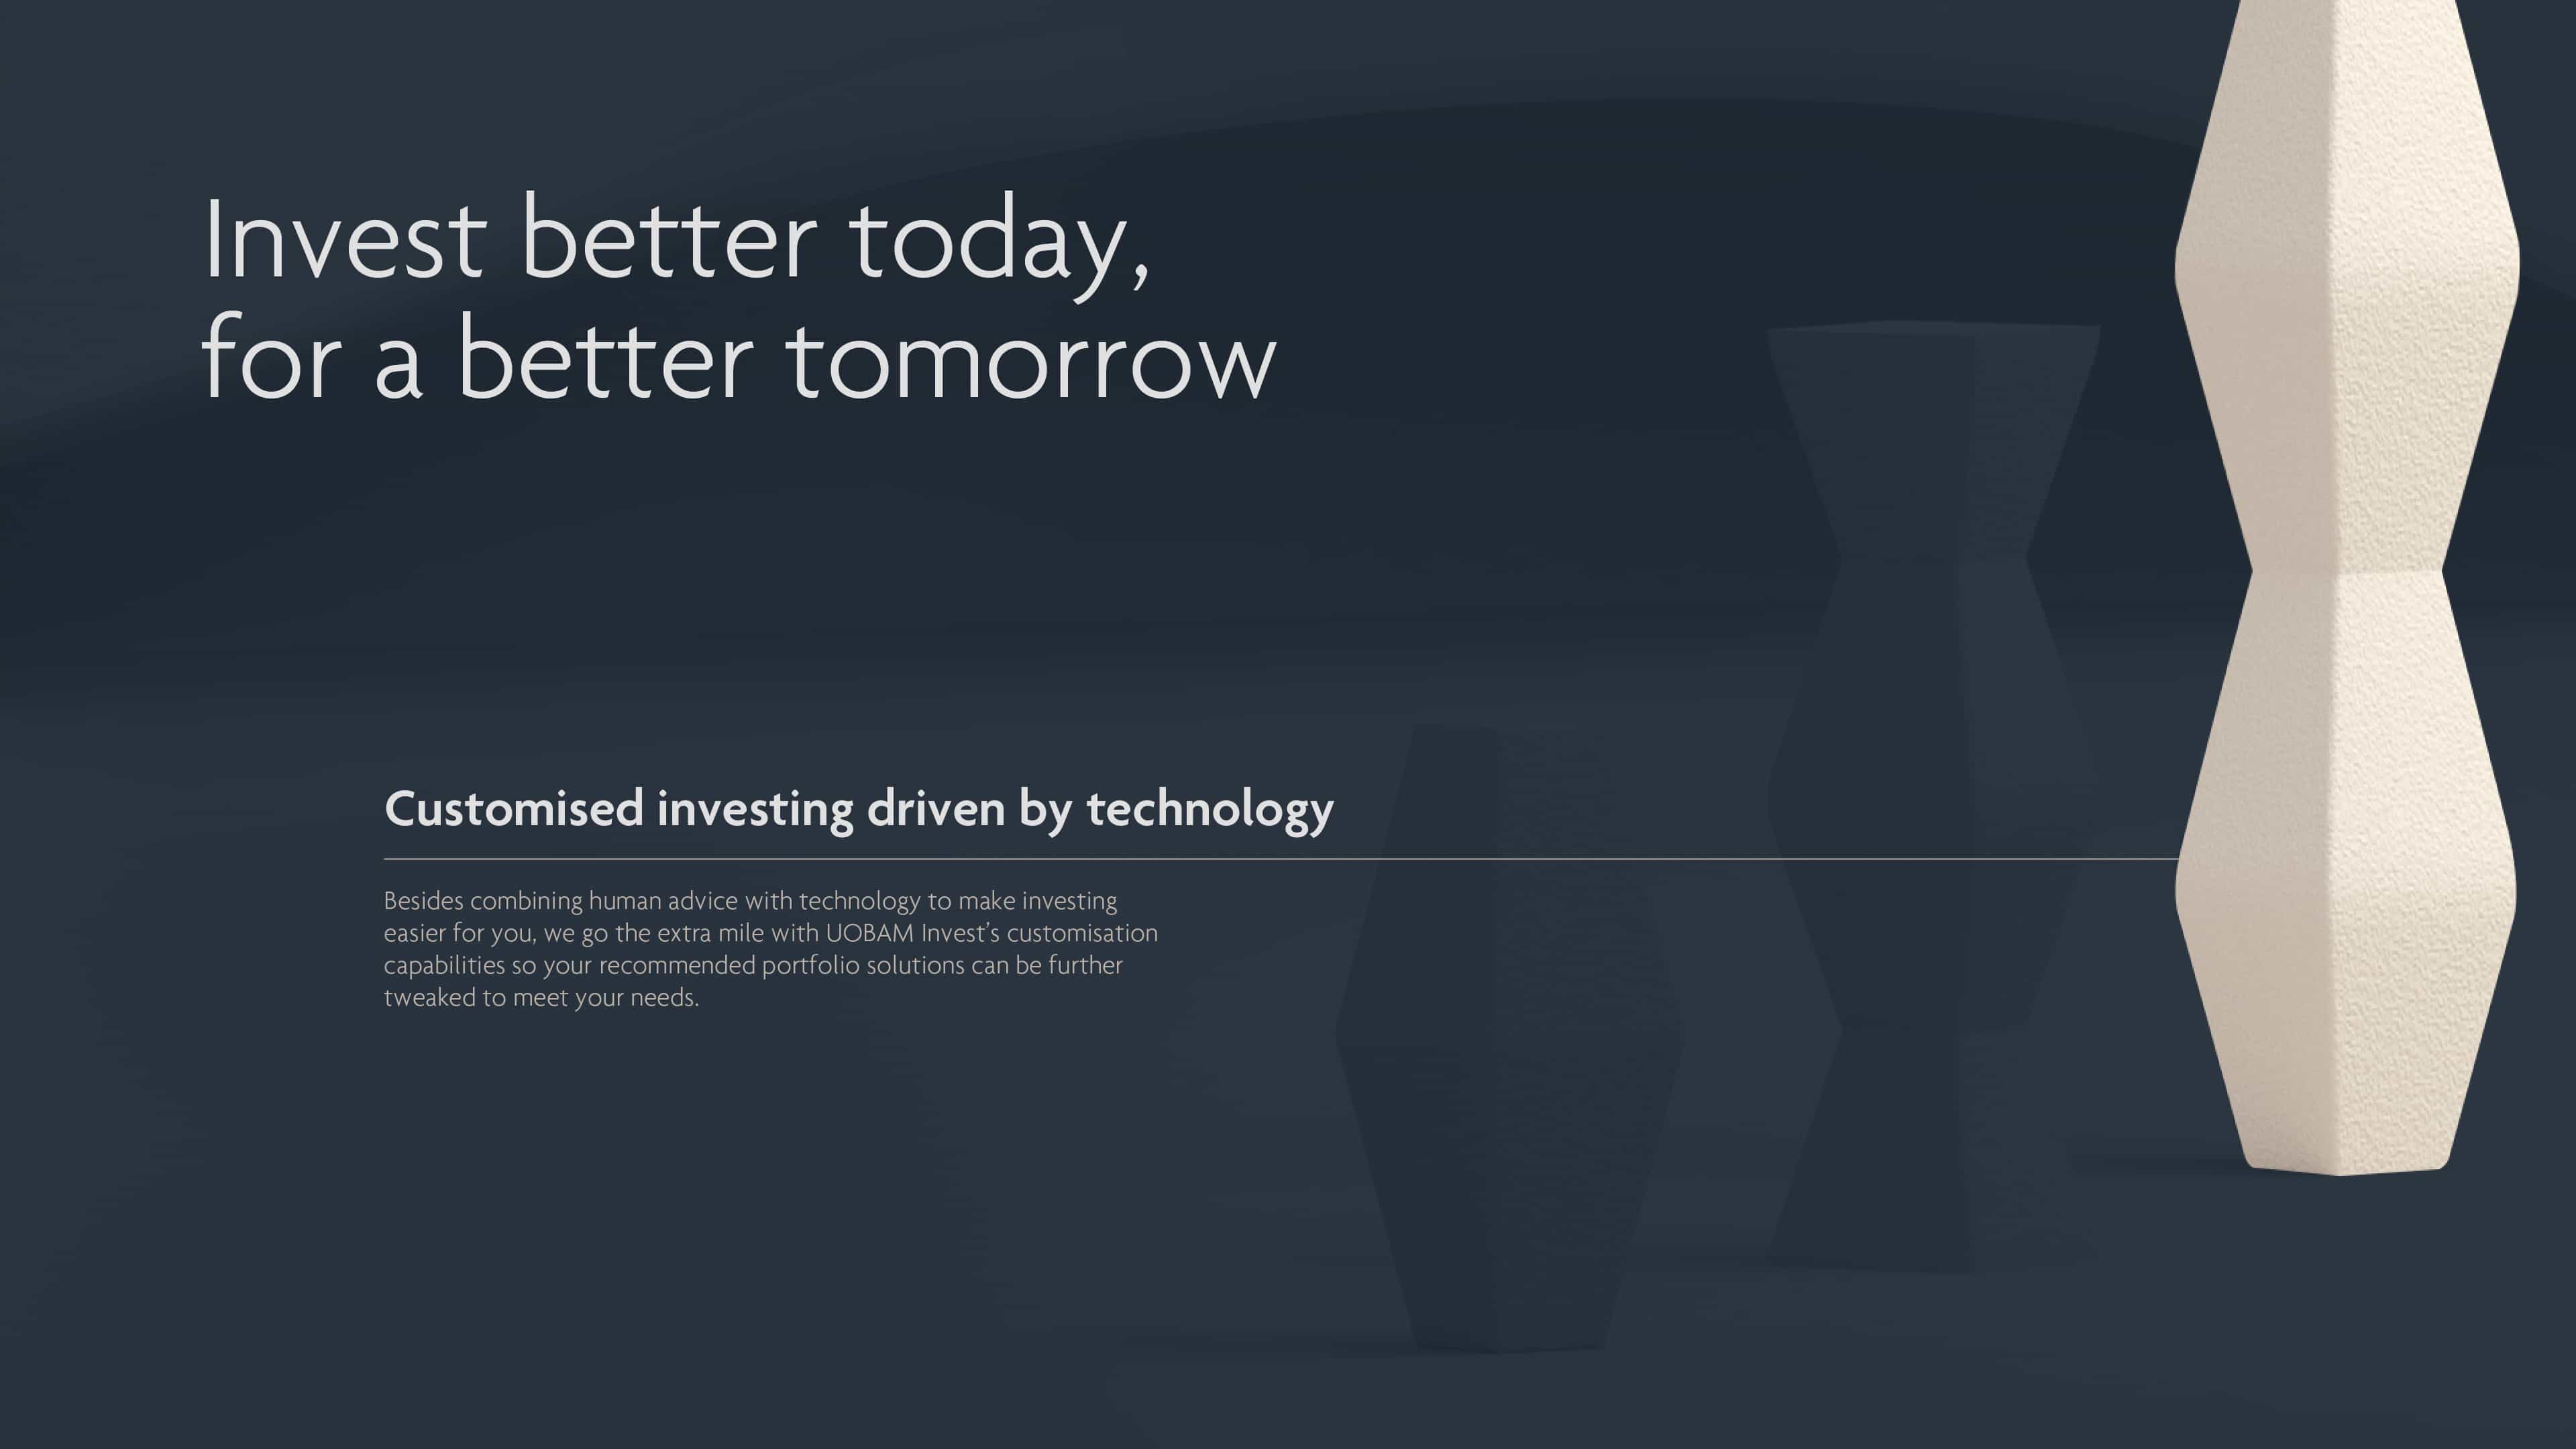 Invest better today,
for a better tomorrow
Customised investing driven by technology
Besides combining human advice with technology to make investing
easier for you, we go the extra mile with UOBAM Invest’s customisation
capabilities so your recommended portfolio solutions can be further
tweaked to meet your needs.